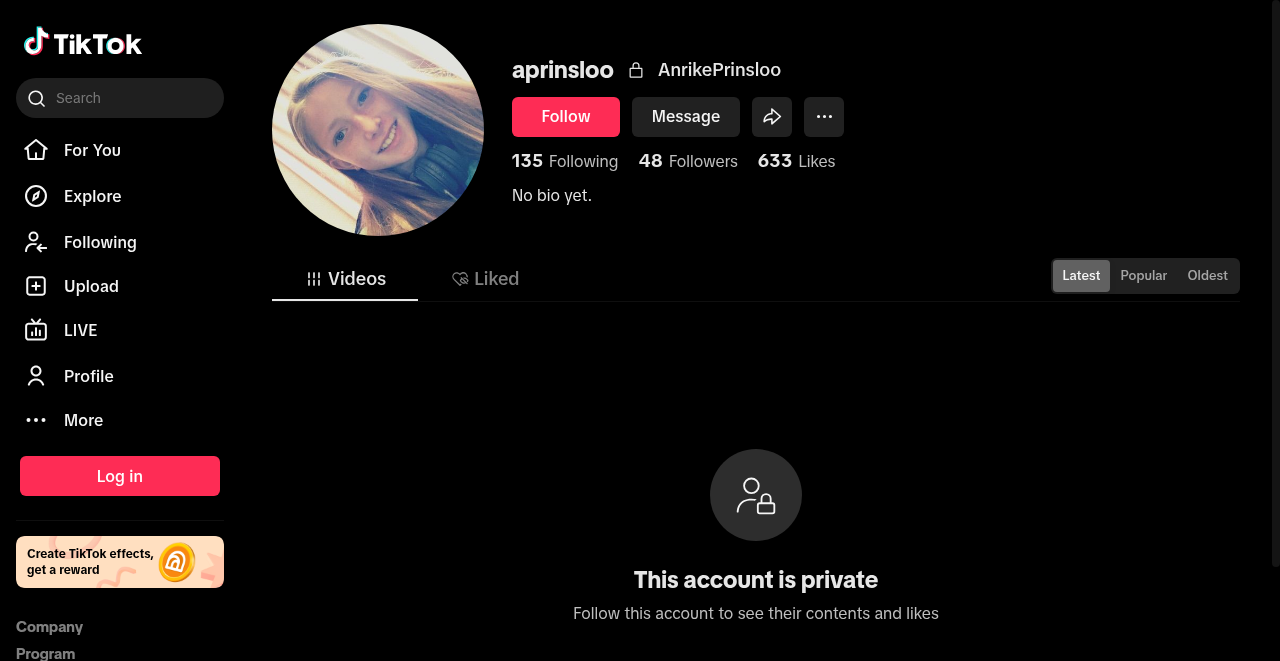 TikTok
Search
For You
Explore
Following
Upload
LIVE
Profile
More
Log in
Create TikTok effects,
get a reward
Company
Program
aprinsloo AnrikePrinsloo
Follow Message
135 Following 48 Followers 633 Likes
No bio yet.
Videos Liked
Latest Popular Oldest
This account is private
Follow this account to see their contents and likes